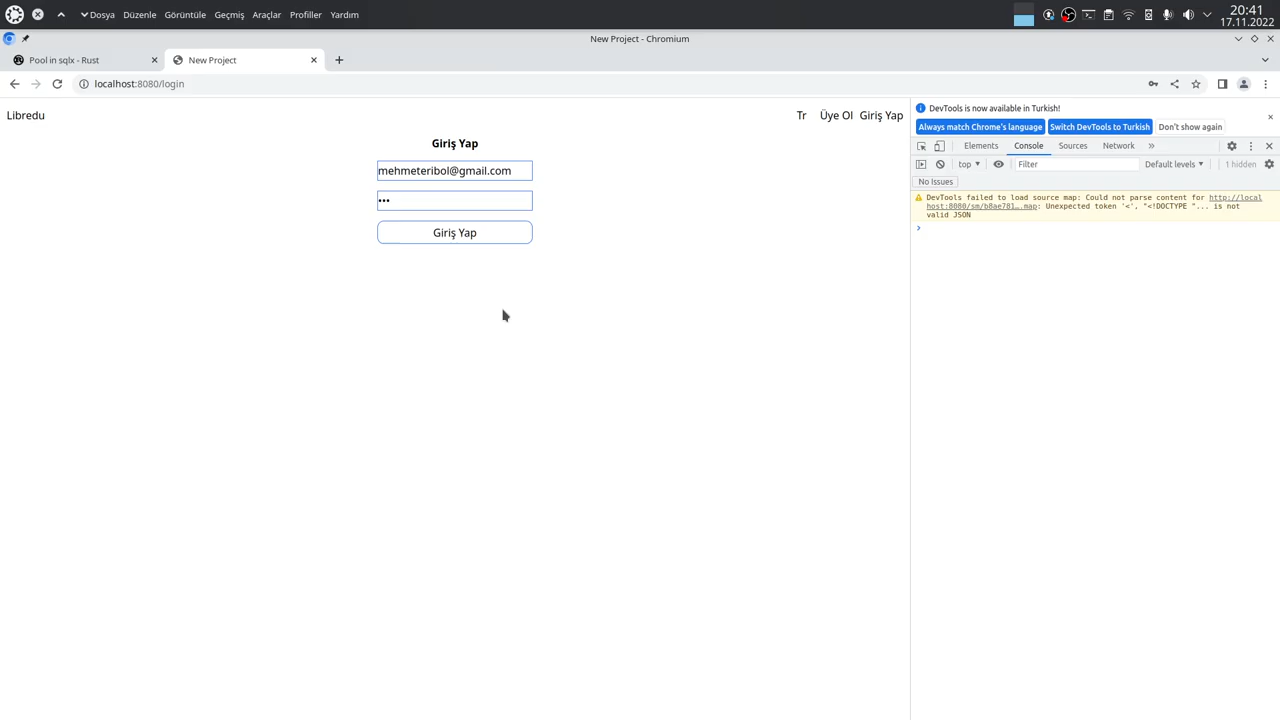 Dosya Düzenle Görüntüle Geçmiş Araçlar Profiller Yardım
20:41
17.11.2022
New Project - Chromium
Pool in sqlx - Rust
New Project
localhost:8080/login
Libredu
Tr Üye Ol Giriş Yap
Giriş Yap
mehmeteribol@gmail.com
•••
Giriş Yap
DevTools is now available in Turkish!
Always match Chrome's language Switch DevTools to Turkish Don't show again
Elements Console Sources Network
top Filter Default levels 1 hidden
No Issues
DevTools failed to load source map: Could not parse content for http://local
host:8080/sm/b8ae781….map: Unexpected token '<', "<!DOCTYPE "... is not
valid JSON